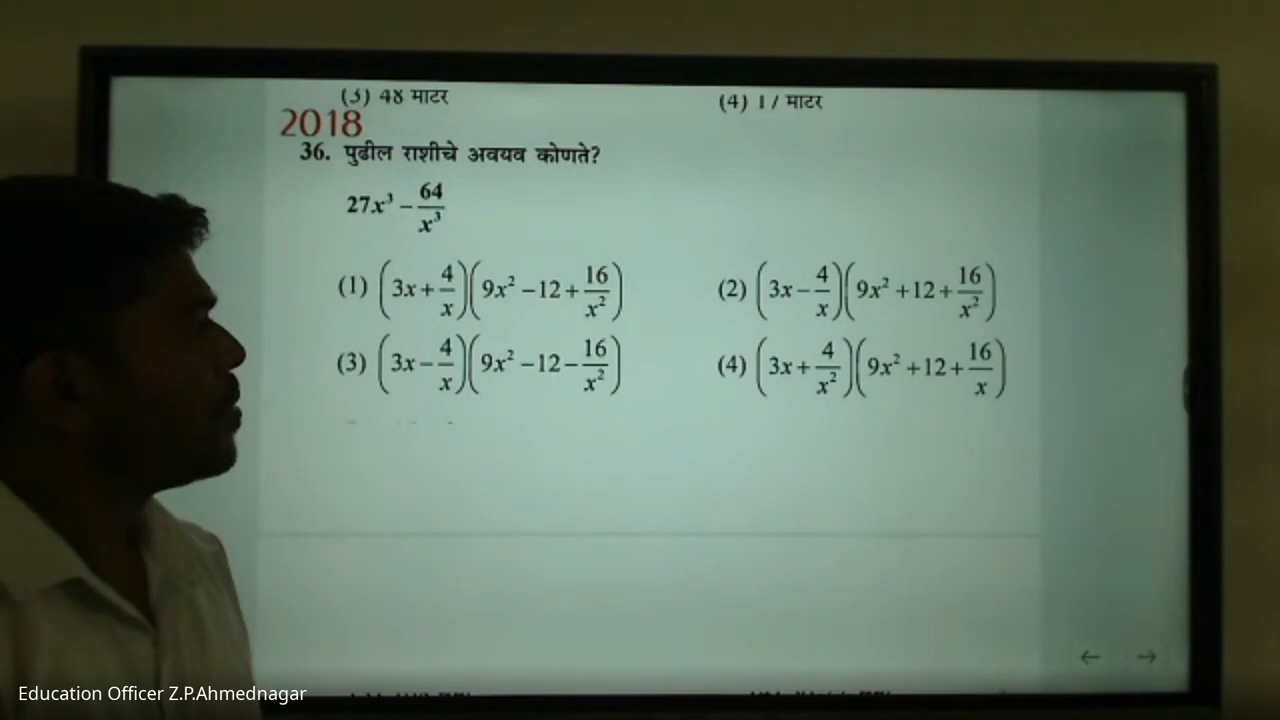 (3) 48 मीटर (4) 17 मीटर
2018
36. पुढील राशीचे अवयव कोणते?
27x³ − 64/x³
(1) (3x + 4/x)(9x² − 12 + 16/x²) (2) (3x − 4/x)(9x² + 12 + 16/x²)
(3) (3x − 4/x)(9x² − 12 − 16/x²) (4) (3x + 4/x²)(9x² + 12 + 16/x)
Education Officer Z.P.Ahmednagar